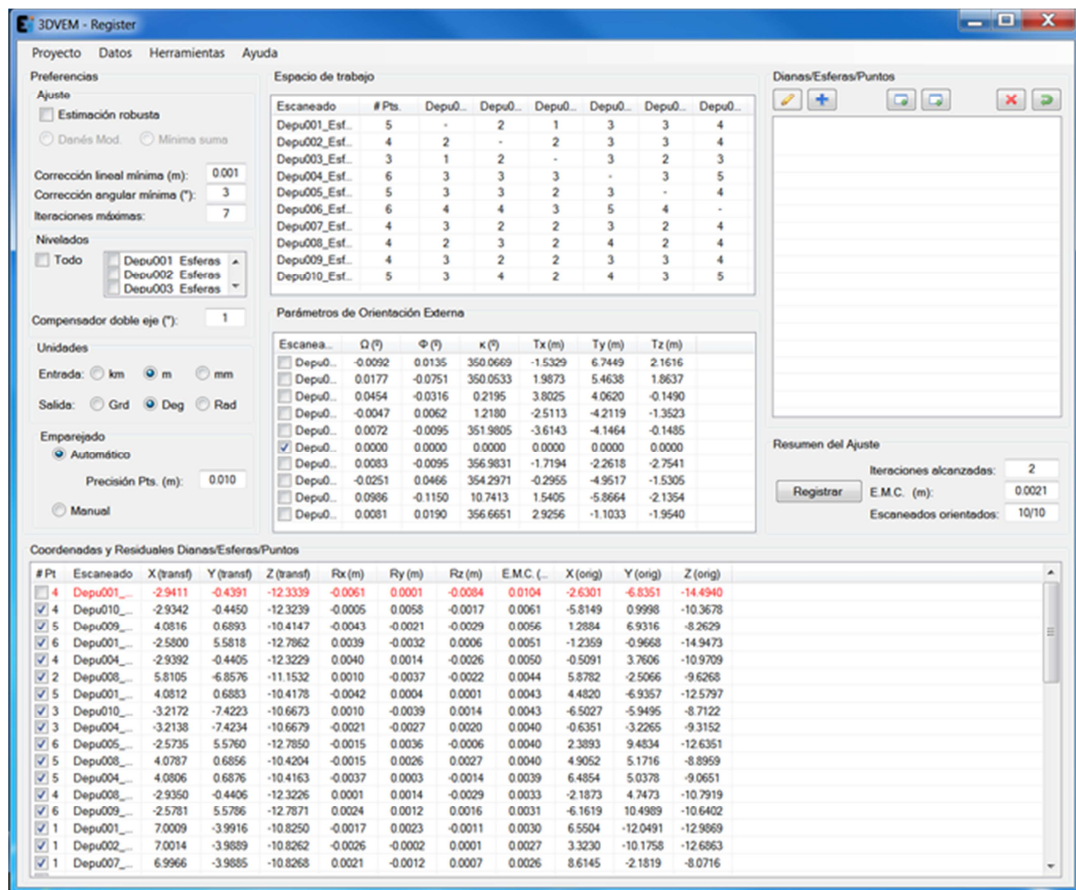 3DVEM - Register
Proyecto Datos Herramientas Ayuda
Preferencias
Ajuste
Estimación robusta
Danés Mod. Mínima suma
Corrección lineal mínima (m): 0.001
Corrección angular mínima ("): 3
Iteraciones máximas: 7
Nivelados
Todo
Depu001 Esferas
Depu002 Esferas
Depu003 Esferas
Compensador doble eje ("): 1
Unidades
Entrada: km m mm
Salida: Grd Deg Rad
Emparejado
Automático
Precisión Pts. (m): 0.010
Manual
Espacio de trabajo
Escaneado # Pts. Depu0... Depu0... Depu0... Depu0... Depu0... Depu0...
Depu001_Esf... 5 - 2 1 3 3 4
Depu002_Esf... 4 2 - 2 3 3 4
Depu003_Esf... 3 1 2 - 3 2 3
Depu004_Esf... 6 3 3 3 - 3 5
Depu005_Esf... 5 3 3 2 3 - 4
Depu006_Esf... 6 4 4 3 5 4 -
Depu007_Esf... 4 3 2 2 3 2 4
Depu008_Esf... 4 2 3 2 4 2 4
Depu009_Esf... 4 3 2 2 3 3 4
Depu010_Esf... 5 3 4 2 4 3 5
Parámetros de Orientación Externa
Escanea... Ω (º) Φ (º) κ (º) Tx (m) Ty (m) Tz (m)
Depu0... -0.0092 0.0135 350.0669 -1.5329 6.7449 2.1616
Depu0... 0.0177 -0.0751 350.0533 1.9873 5.4638 1.8637
Depu0... 0.0454 -0.0316 0.2195 3.8025 4.0620 -0.1490
Depu0... -0.0047 0.0062 1.2180 -2.5113 -4.2119 -1.3523
Depu0... 0.0072 -0.0095 351.9805 -3.6143 -4.1464 -0.1485
Depu0... 0.0000 0.0000 0.0000 0.0000 0.0000 0.0000
Depu0... 0.0083 -0.0095 356.9831 -1.7194 -2.2618 -2.7541
Depu0... -0.0251 0.0466 354.2971 -0.2955 -4.9517 -1.5305
Depu0... 0.0986 -0.1150 10.7413 1.5405 -5.8664 -2.1354
Depu0... 0.0081 0.0190 356.6651 2.9256 -1.1033 -1.9540
Dianas/Esferas/Puntos
Resumen del Ajuste
Iteraciones alcanzadas: 2
Registrar E.M.C. (m): 0.0021
Escaneados orientados: 10/10
Coordenadas y Residuales Dianas/Esferas/Puntos
# Pt Escaneado X (transf) Y (transf) Z (transf) Rx (m) Ry (m) Rz (m) E.M.C. (... X (orig) Y (orig) Z (orig)
4 Depu001_... -2.9411 -0.4391 -12.3339 -0.0061 0.0001 -0.0084 0.0104 -2.6301 -6.8351 -14.4940
4 Depu010_... -2.9342 -0.4450 -12.3239 -0.0005 0.0058 -0.0017 0.0061 -5.8149 0.9998 -10.3678
5 Depu009_... 4.0816 0.6893 -10.4147 -0.0043 -0.0021 -0.0029 0.0056 1.2884 6.9316 -8.2629
6 Depu001_... -2.5800 5.5818 -12.7862 0.0039 -0.0032 0.0006 0.0051 -1.2359 -0.9668 -14.9473
4 Depu004_... -2.9392 -0.4405 -12.3229 0.0040 0.0014 -0.0026 0.0050 -0.5091 3.7606 -10.9709
2 Depu008_... 5.8105 -6.8576 -11.1532 0.0010 -0.0037 -0.0022 0.0044 5.8782 -2.5066 -9.6268
5 Depu001_... 4.0812 0.6883 -10.4178 -0.0042 0.0004 0.0001 0.0043 4.4820 -6.9357 -12.5797
3 Depu010_... -3.2172 -7.4223 -10.6673 0.0010 -0.0039 0.0014 0.0043 -6.5027 -5.9495 -8.7122
3 Depu004_... -3.2138 -7.4234 -10.6679 -0.0021 -0.0027 0.0020 0.0040 -0.6351 -3.2265 -9.3152
6 Depu005_... -2.5735 5.5760 -12.7850 -0.0015 0.0036 -0.0006 0.0040 2.3893 9.4834 -12.6351
5 Depu008_... 4.0787 0.6856 -10.4204 -0.0015 0.0026 0.0027 0.0040 4.9052 5.1716 -8.8959
5 Depu004_... 4.0806 0.6876 -10.4163 -0.0037 0.0003 -0.0014 0.0039 6.4854 5.0378 -9.0651
4 Depu008_... -2.9350 -0.4406 -12.3226 0.0001 0.0014 -0.0029 0.0033 -2.1873 4.7473 -10.7919
6 Depu009_... -2.5781 5.5786 -12.7871 0.0024 0.0012 0.0016 0.0031 -6.1619 10.4989 -10.6402
1 Depu001_... 7.0009 -3.9916 -10.8250 -0.0017 0.0023 -0.0011 0.0030 6.5504 -12.0491 -12.9869
1 Depu002_... 7.0014 -3.9889 -10.8262 -0.0026 -0.0002 0.0001 0.0027 3.3230 -10.1758 -12.6863
1 Depu007_... 6.9966 -3.9885 -10.8268 0.0021 -0.0012 0.0007 0.0026 8.6145 -2.1819 -8.0716